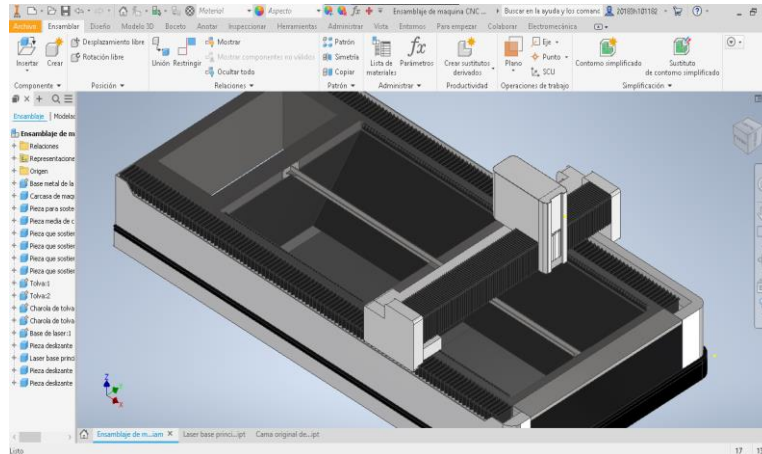 Material
Aspecto
Ensamblaje de maquina CNC ...
Buscar en la ayuda y los comand
Archivo Ensamblar Diseño Modelo 3D Boceto Anotar Inspeccionar Herramientas Administrar Vista Entornos Para empezar Colaborar Electromecánica
Insertar
Crear
Desplazamiento libre
Rotación libre
Unión
Restringir
Mostrar
Mostrar componentes no válidos
Ocultar todo
Patrón
Simetría
Copiar
Lista de materiales
fx
Parámetros
Crear sustitutos derivados
Plano
Eje
Punto
SCU
Contorno simplificado
Sustituto de contorno simplificado
Componente Posición Relaciones Patrón Administrar Productividad Operaciones de trabajo Simplificación
Ensamblaje | Modelac
Ensamblaje de m
Relaciones
Representacione
Origen
Base metal de la
Carcasa de maq
Pieza para soste
Pieza media de c
Pieza que sostier
Pieza que sostier
Pieza que sostier
Pieza que sostier
Tolva:1
Tolva:2
Charola de tolva
Charola de tolva
Base de laser:1
Pieza deslizante
Laser base princi
Pieza deslizante
Pieza deslizante
Z
X
Ensamblaje de m...iam X
Laser base princi...ipt
Cama original de...ipt
Listo
17